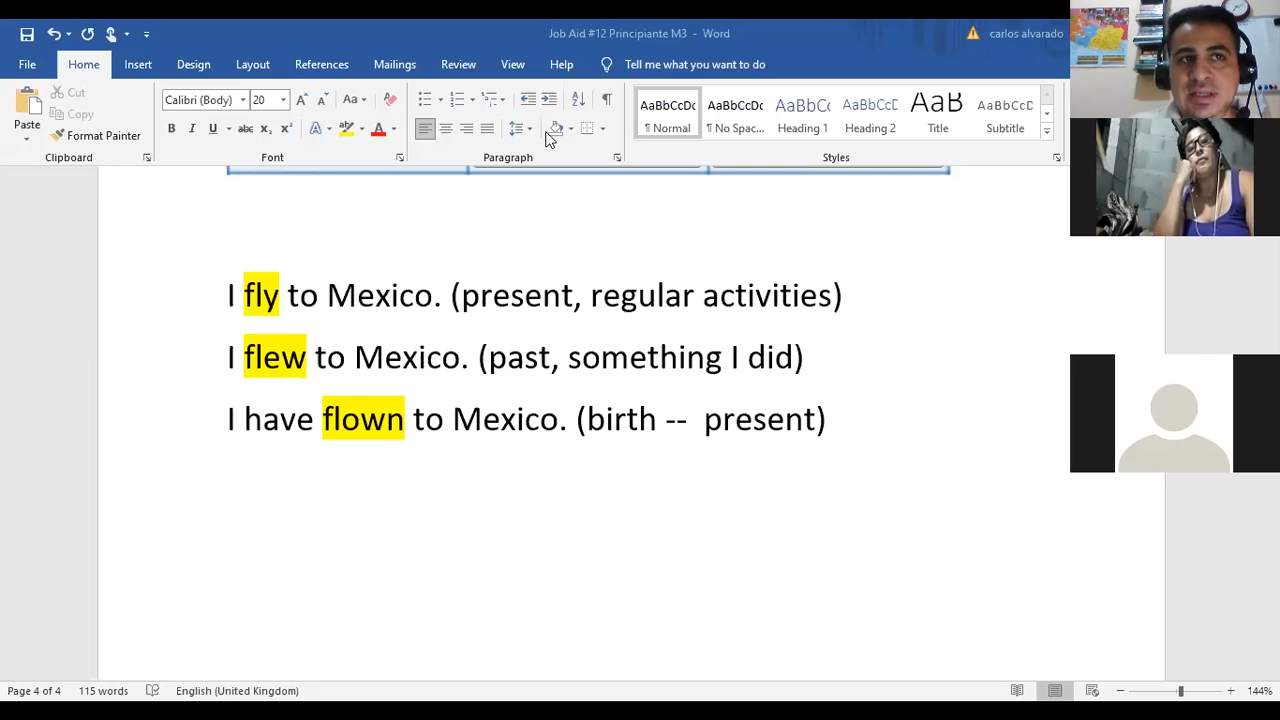 Job Aid #12 Principiante M3 - Word
carlos alvarado
File Home Insert Design Layout References Mailings Review View Help Tell me what you want to do
Paste
Cut
Copy
Format Painter
Clipboard
Calibri (Body) 20
Font
Paragraph
AaBbCcDc AaBbCcDc AaBbCc AaBbCcD AaB AaBbCcD
¶ Normal ¶ No Spac... Heading 1 Heading 2 Title Subtitle
Styles
I fly to Mexico. (present, regular activities)
I flew to Mexico. (past, something I did)
I have flown to Mexico. (birth -- present)
Page 4 of 4 115 words English (United Kingdom) 144%